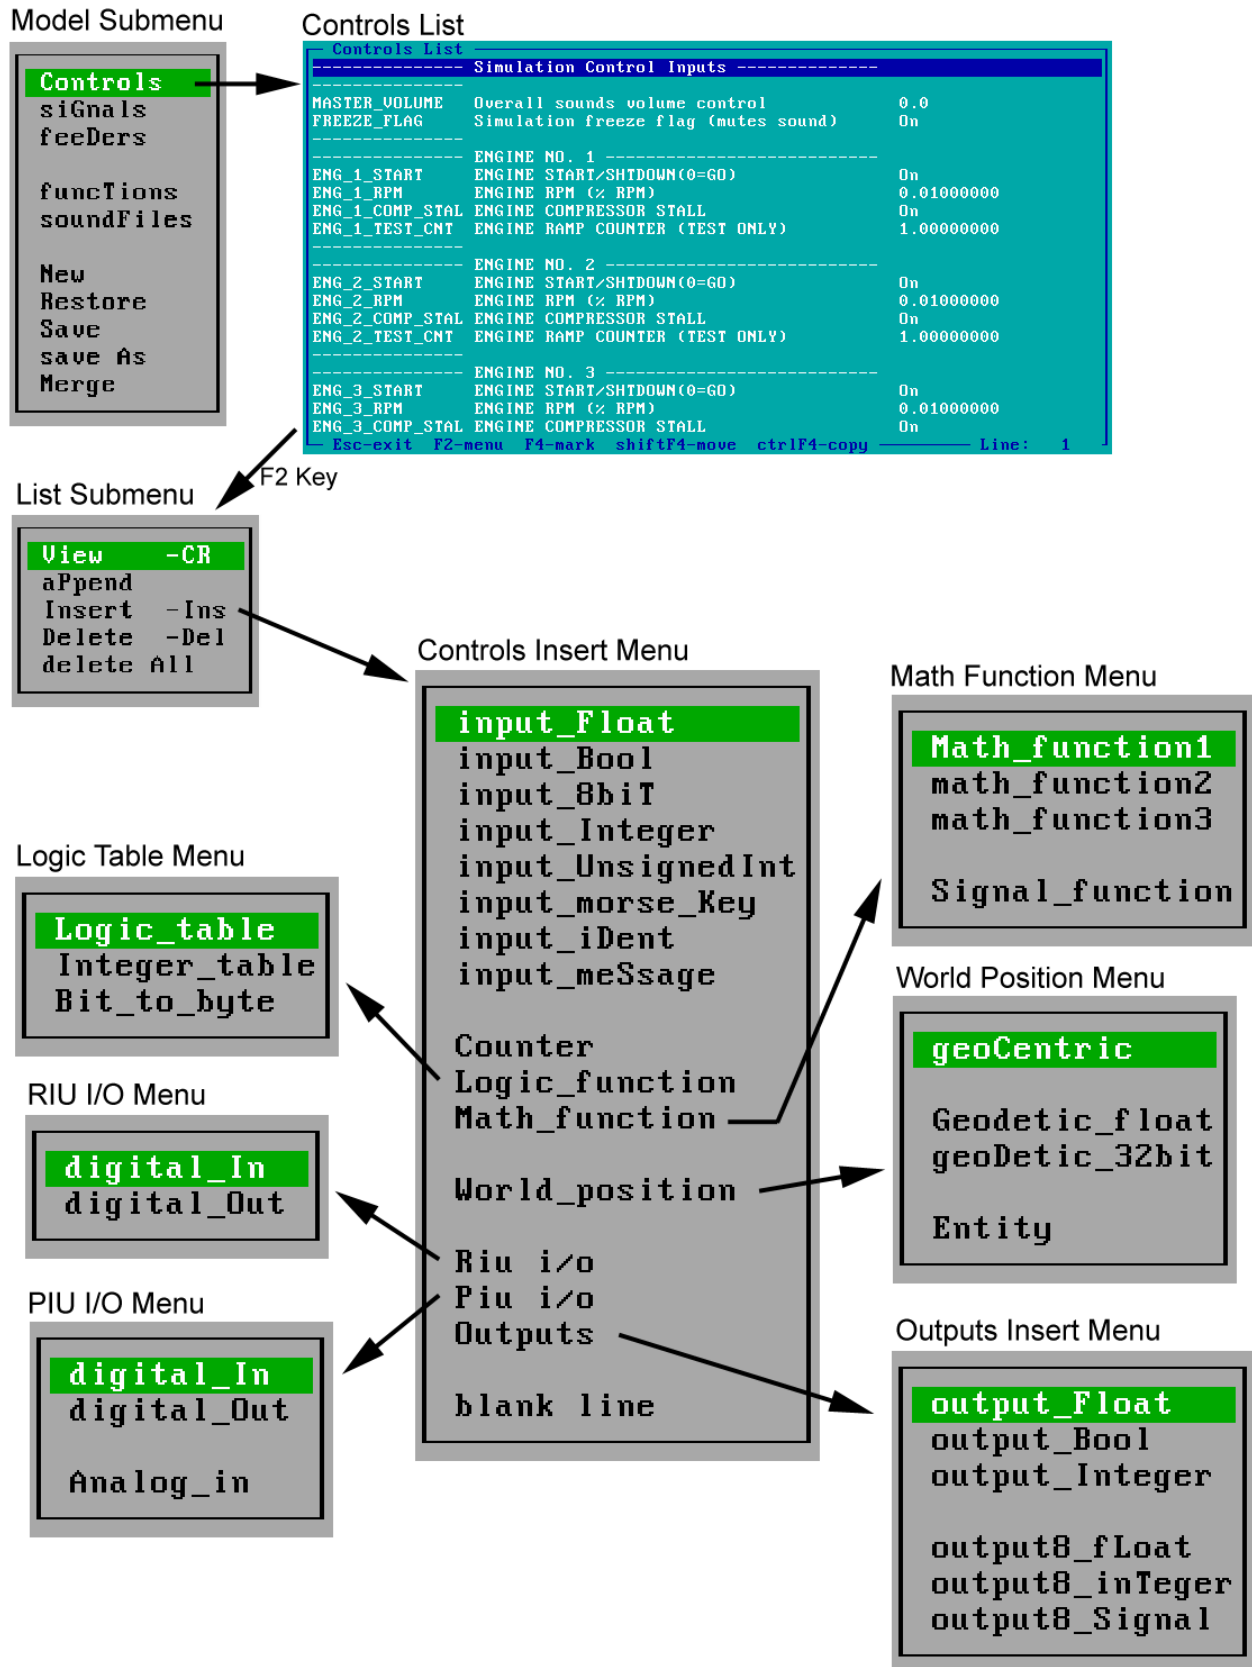 Model Submenu
Controls
siGnals
feeDers
funcTions
soundFiles
New
Restore
Save
save As
Merge
Controls List
Controls List
--------------- Simulation Control Inputs --------------
---------------
MASTER_VOLUME Overall sounds volume control 0.0
FREEZE_FLAG Simulation freeze flag (mutes sound) On
---------------
--------------- ENGINE NO. 1 ---------------------------
ENG_1_START ENGINE START/SHTDOWN(0=GO) On
ENG_1_RPM ENGINE RPM (% RPM) 0.01000000
ENG_1_COMP_STAL ENGINE COMPRESSOR STALL On
ENG_1_TEST_CNT ENGINE RAMP COUNTER (TEST ONLY) 1.00000000
---------------
--------------- ENGINE NO. 2 ---------------------------
ENG_2_START ENGINE START/SHTDOWN(0=GO) On
ENG_2_RPM ENGINE RPM (% RPM) 0.01000000
ENG_2_COMP_STAL ENGINE COMPRESSOR STALL On
ENG_2_TEST_CNT ENGINE RAMP COUNTER (TEST ONLY) 1.00000000
---------------
--------------- ENGINE NO. 3 ---------------------------
ENG_3_START ENGINE START/SHTDOWN(0=GO) On
ENG_3_RPM ENGINE RPM (% RPM) 0.01000000
ENG_3_COMP_STAL ENGINE COMPRESSOR STALL On
Esc-exit F2-menu F4-mark shiftF4-move ctrlF4-copy Line: 1
F2 Key
List Submenu
View -CR
aPpend
Insert -Ins
Delete -Del
delete All
Controls Insert Menu
input_Float
input_Bool
input_8biT
input_Integer
input_UnsignedInt
input_morse_Key
input_iDent
input_meSsage
Counter
Logic_function
Math_function
World_position
Riu i/o
Piu i/o
Outputs
blank line
Math Function Menu
Math_function1
math_function2
math_function3
Signal_function
Logic Table Menu
Logic_table
Integer_table
Bit_to_byte
World Position Menu
geoCentric
Geodetic_float
geoDetic_32bit
Entity
RIU I/O Menu
digital_In
digital_Out
PIU I/O Menu
digital_In
digital_Out
Analog_in
Outputs Insert Menu
output_Float
output_Bool
output_Integer
output8_fLoat
output8_inTeger
output8_Signal